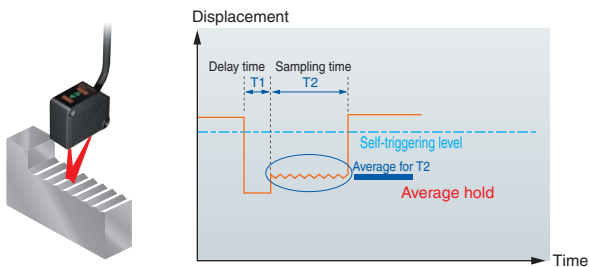 Displacement
Delay time Sampling time
T1 T2
Self-triggering level
Average for T2
Average hold
Time